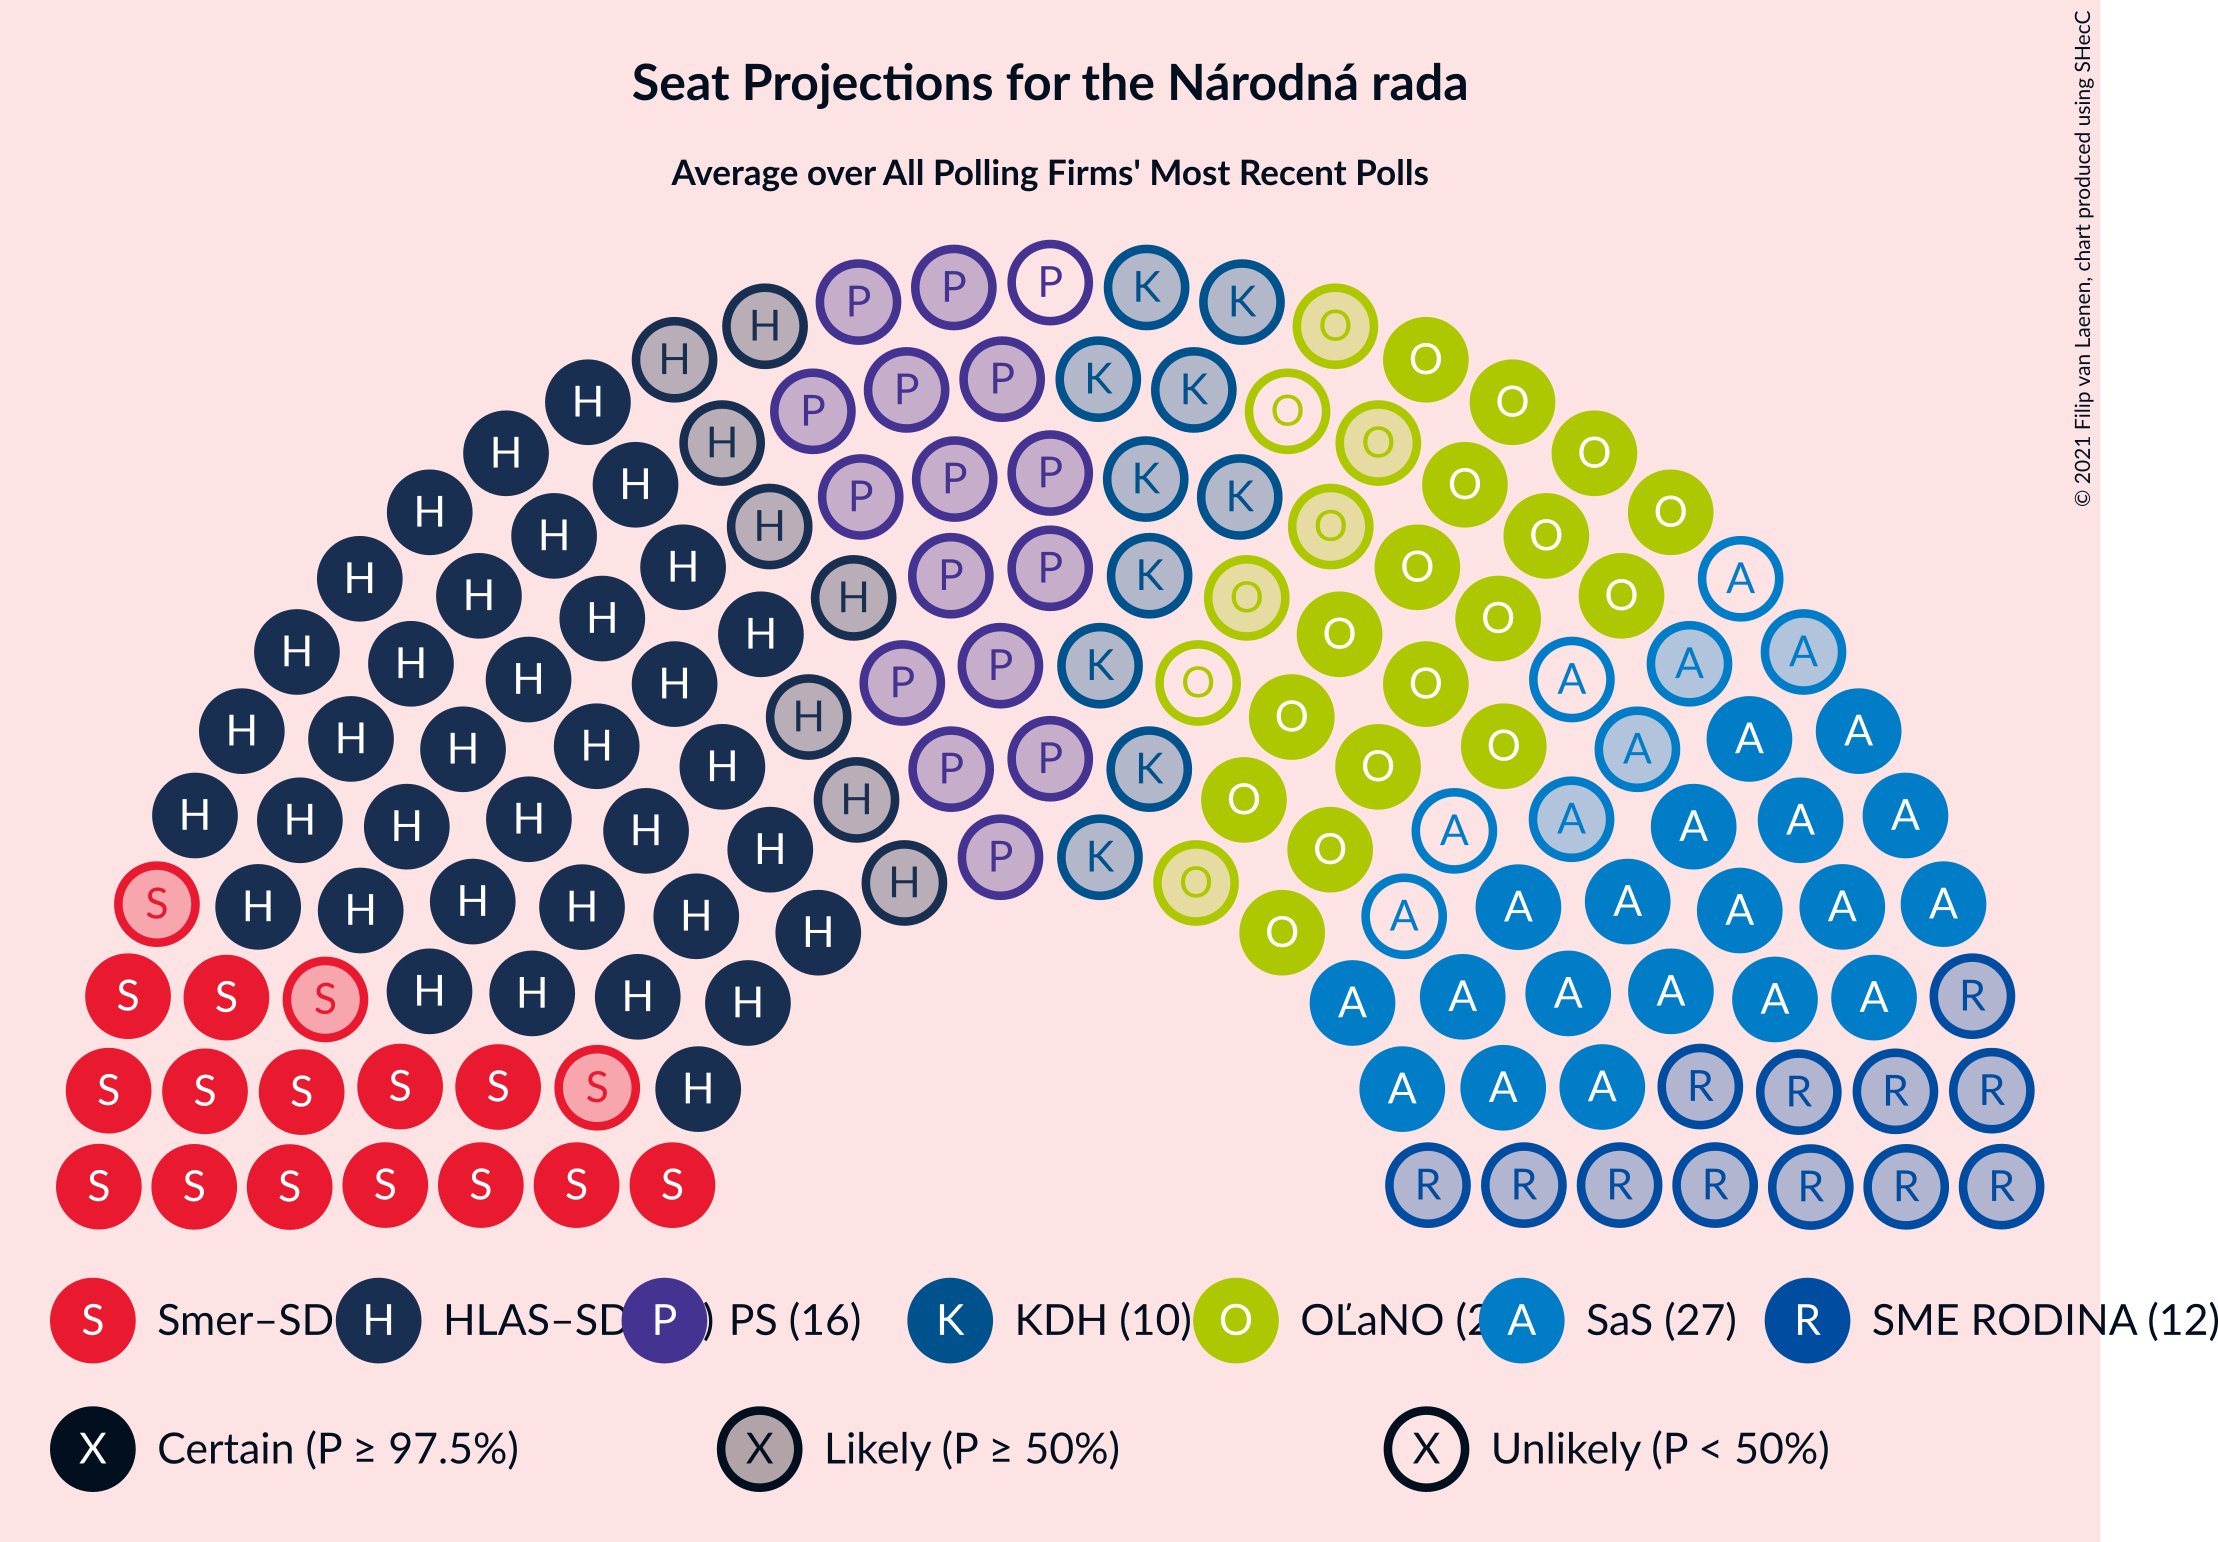 Seat Projections for the Národná rada
Average over All Polling Firms' Most Recent Polls
© 2021 Filip van Laenen, chart produced using SHecC
S Smer–SD H HLAS–SD P ) PS (16) K KDH (10) O OĽaNO ( A SaS (27) R SME RODINA (12)
X Certain (P ≥ 97.5%) X Likely (P ≥ 50%) X Unlikely (P < 50%)